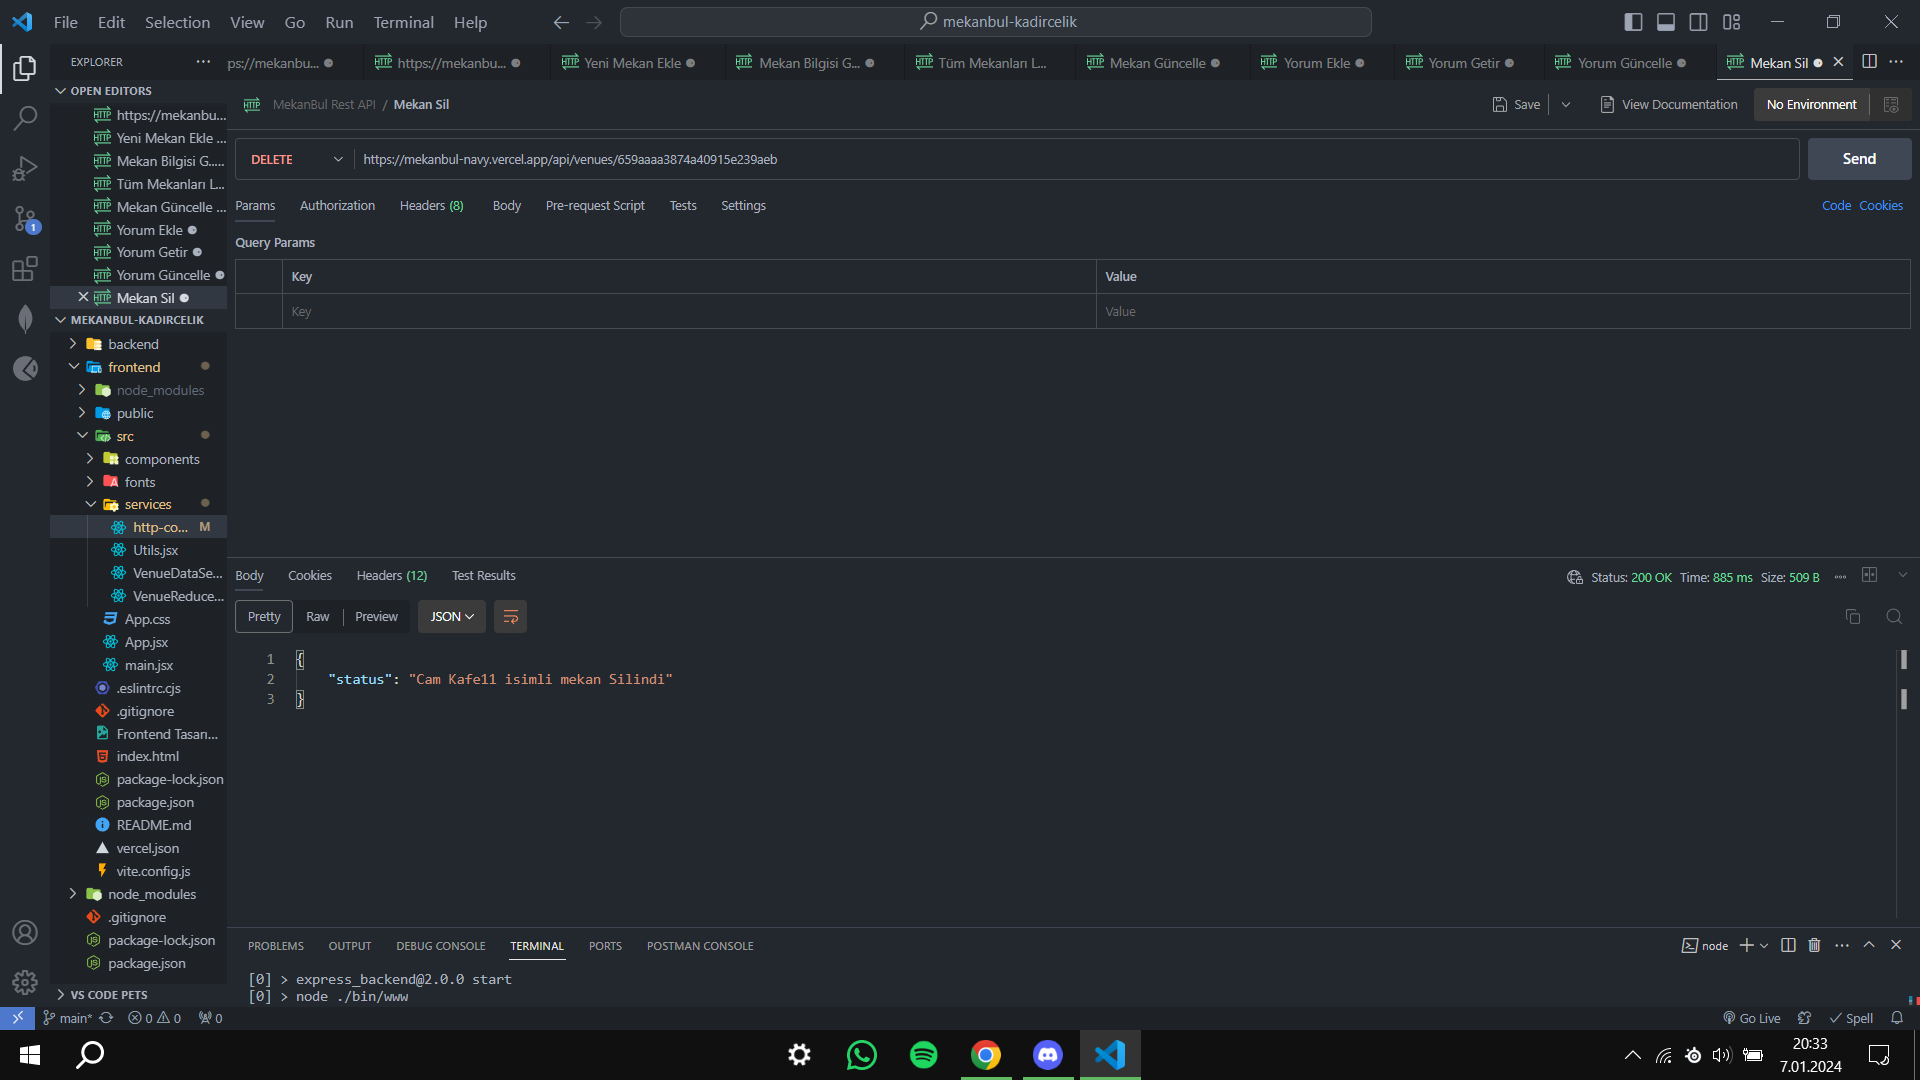 File Edit Selection View Go Run Terminal Help
mekanbul-kadircelik
EXPLORER
ps://mekanbu...
https://mekanbu...
Yeni Mekan Ekle
Mekan Bilgisi G...
Tüm Mekanları L...
Mekan Güncelle
Yorum Ekle
Yorum Getir
Yorum Güncelle
Mekan Sil
OPEN EDITORS
https://mekanbu...
Yeni Mekan Ekle ...
Mekan Bilgisi G.....
Tüm Mekanları L...
Mekan Güncelle ...
Yorum Ekle
Yorum Getir
Yorum Güncelle
Mekan Sil
MEKANBUL-KADIRCELIK
backend
frontend
node_modules
public
src
components
fonts
services
http-co... M
Utils.jsx
VenueDataSe...
VenueReduce...
App.css
App.jsx
main.jsx
.eslintrc.cjs
.gitignore
Frontend Tasarı...
index.html
package-lock.json
package.json
README.md
vercel.json
vite.config.js
node_modules
.gitignore
package-lock.json
package.json
VS CODE PETS
HTTP MekanBul Rest API / Mekan Sil
Save
View Documentation
No Environment
DELETE
https://mekanbul-navy.vercel.app/api/venues/659aaaa3874a40915e239aeb
Send
Params Authorization Headers (8) Body Pre-request Script Tests Settings
Code Cookies
Query Params
Key Value
Key Value
Body Cookies Headers (12) Test Results
Status: 200 OK Time: 885 ms Size: 509 B
Pretty Raw Preview JSON
1 {
2 "status": "Cam Kafe11 isimli mekan Silindi"
3 }
PROBLEMS OUTPUT DEBUG CONSOLE TERMINAL PORTS POSTMAN CONSOLE
node
[0] > express_backend@2.0.0 start
[0] > node ./bin/www
main* 0 0 0
Go Live
Spell
20:33
7.01.2024